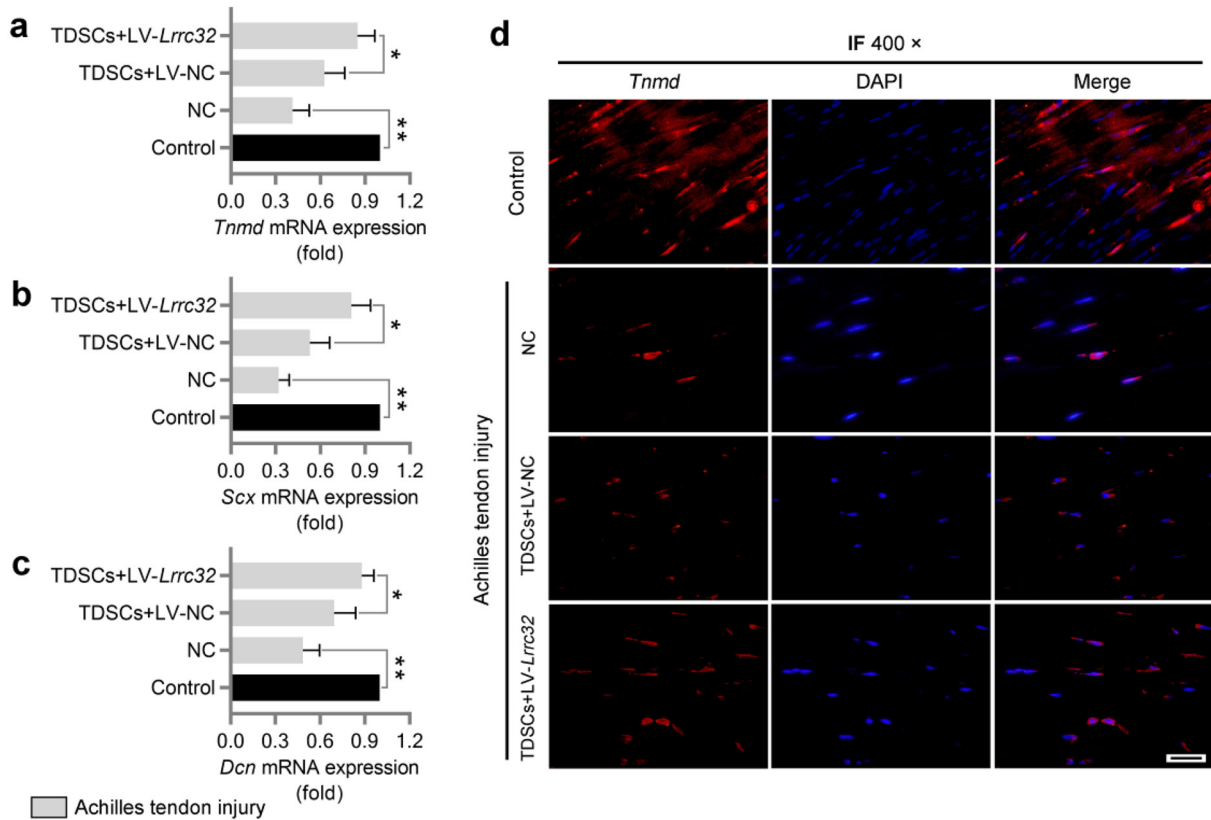 a
TDSCs+LV-Lrrc32
TDSCs+LV-NC
NC
Control
*
**
0.0 0.3 0.6 0.9 1.2
Tnmd mRNA expression
(fold)
b
TDSCs+LV-Lrrc32
TDSCs+LV-NC
NC
Control
*
**
0.0 0.3 0.6 0.9 1.2
Scx mRNA expression
(fold)
c
TDSCs+LV-Lrrc32
TDSCs+LV-NC
NC
Control
*
**
0.0 0.3 0.6 0.9 1.2
Dcn mRNA expression
(fold)
Achilles tendon injury
d
IF 400 ×
Tnmd DAPI Merge
Control
Achilles tendon injury
NC
TDSCs+LV-NC
TDSCs+LV-Lrrc32